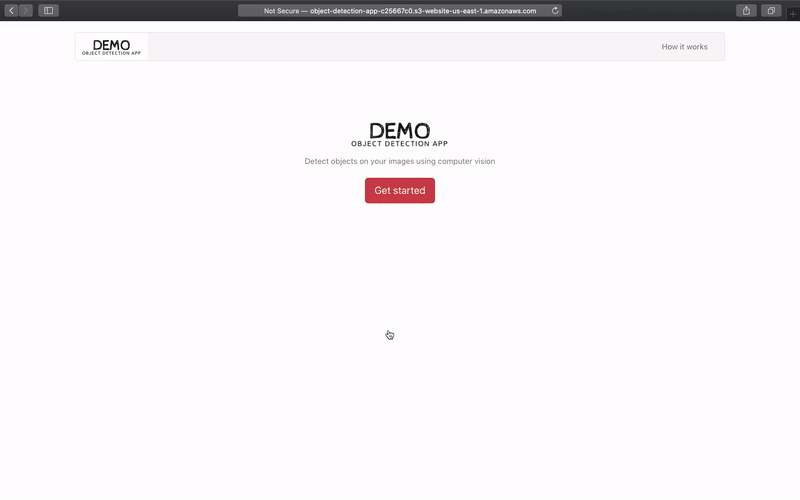 Not Secure — object-detection-app-c25667c0.s3-website-us-east-1.amazonaws.com
DEMO
OBJECT DETECTION APP
How it works
DEMO
OBJECT DETECTION APP
Detect objects on your images using computer vision
Get started